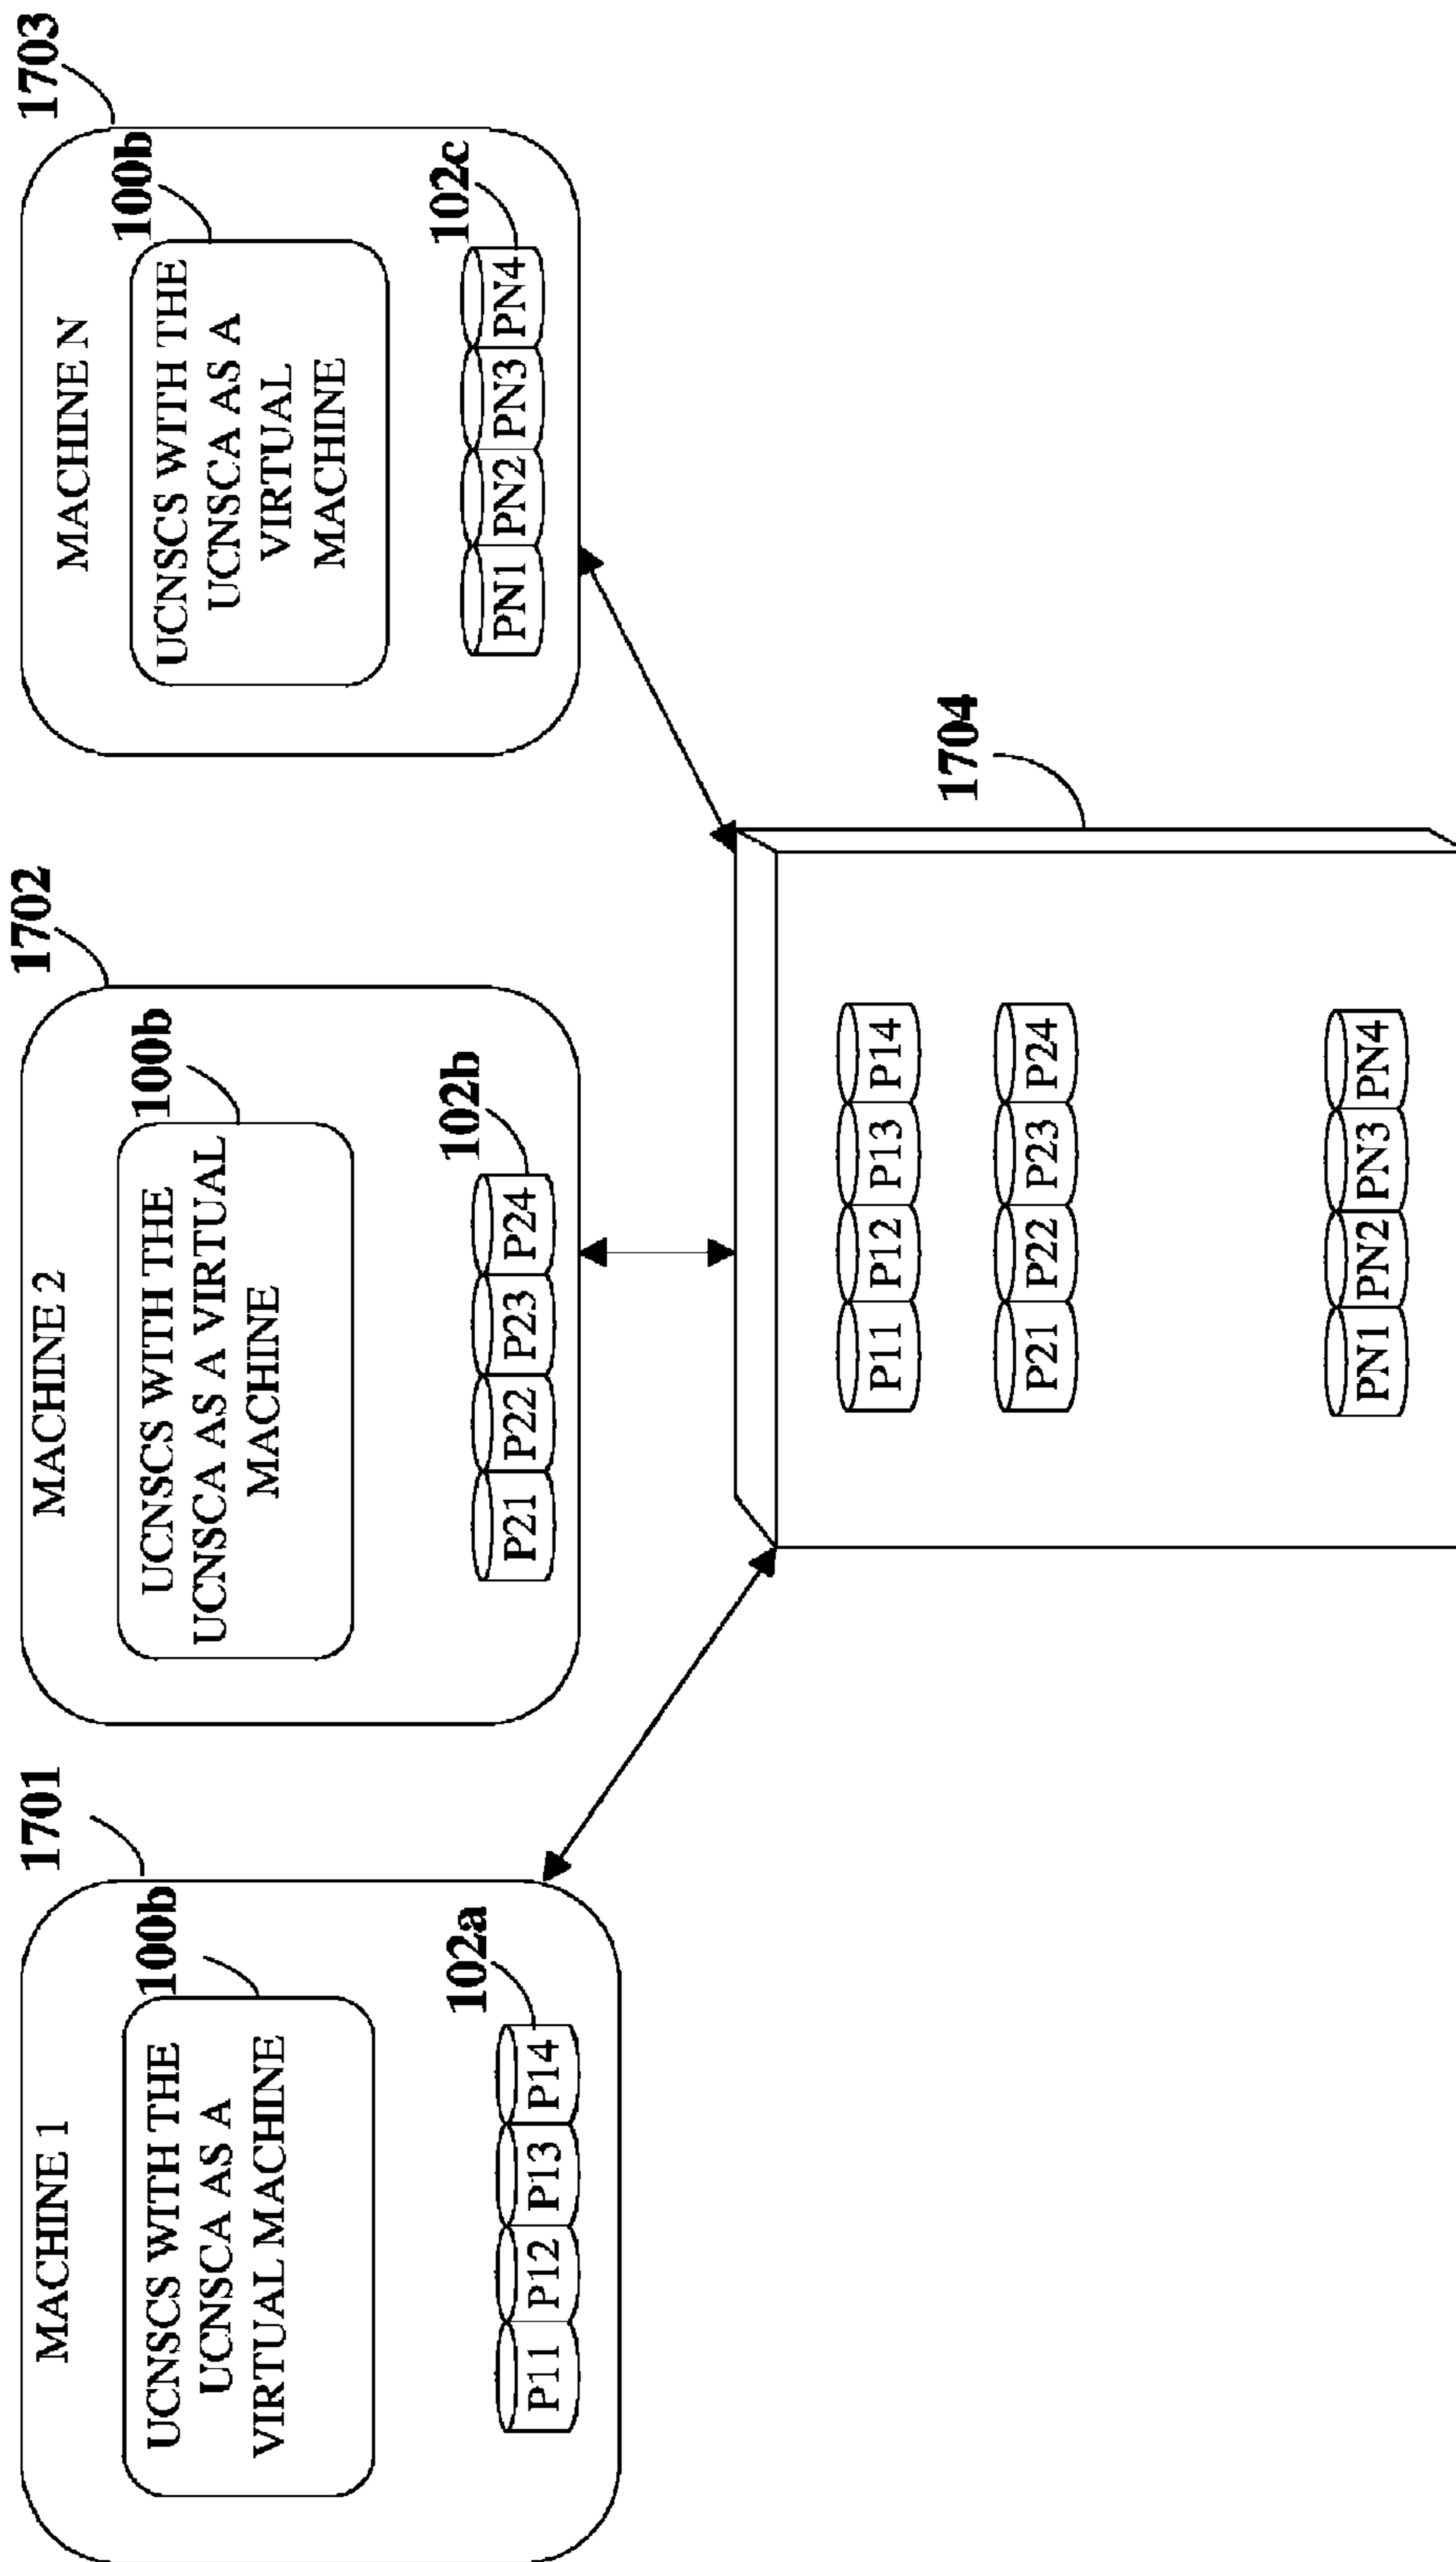 1701
MACHINE 1
100b
UCNSCS WITH THE
UCNSCA AS A
VIRTUAL MACHINE
102a
P11 P12 P13 P14
1702
MACHINE 2
100b
UCNSCS WITH THE
UCNSCA AS A VIRTUAL
MACHINE
102b
P21 P22 P23 P24
1703
MACHINE N
100b
UCNSCS WITH THE
UCNSCA AS A
VIRTUAL
MACHINE
102c
PN1 PN2 PN3 PN4
1704
P11 P12 P13 P14
P21 P22 P23 P24
PN1 PN2 PN3 PN4